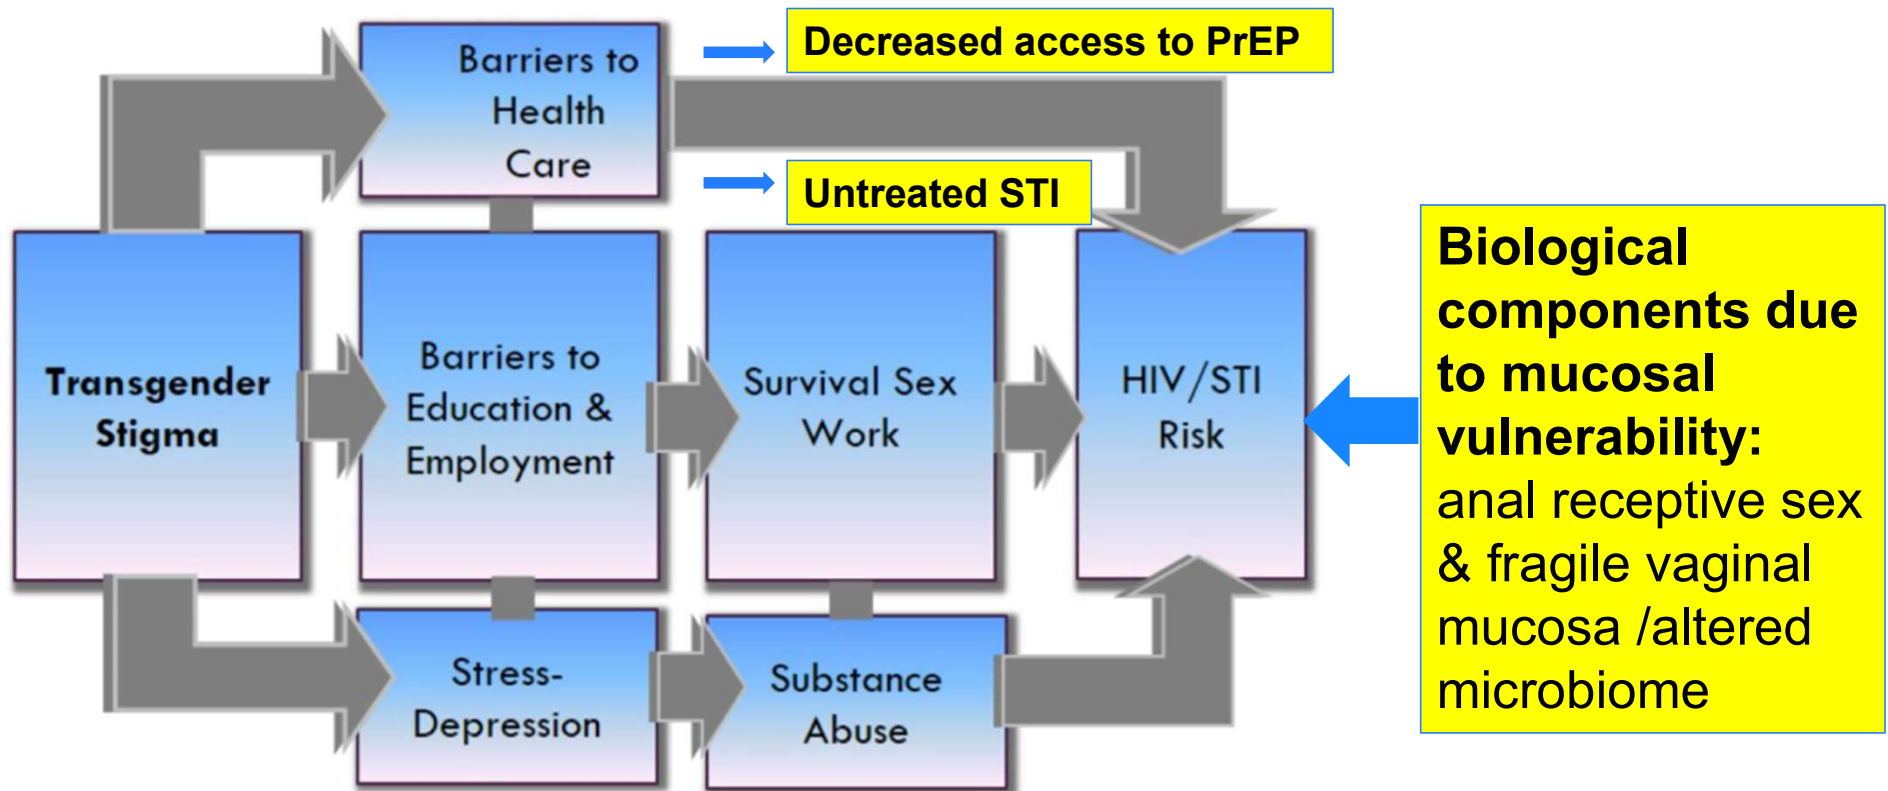 Barriers to
Health
Care
Decreased access to PrEP
Untreated STI
Transgender
Stigma
Barriers to
Education &
Employment
Survival Sex
Work
HIV/STI
Risk
Biological
components due
to mucosal
vulnerability:
anal receptive sex
& fragile vaginal
mucosa /altered
microbiome
Stress-
Depression
Substance
Abuse